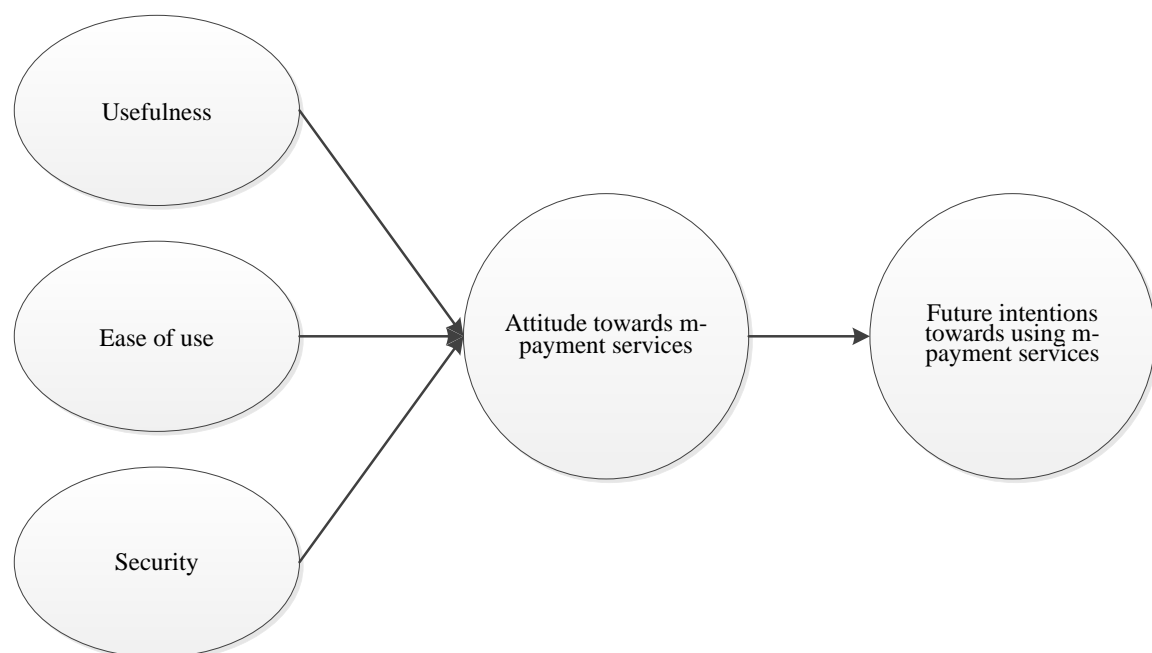 Usefulness
Ease of use
Security
Attitude towards m-
payment services
Future intentions
towards using m-
payment services